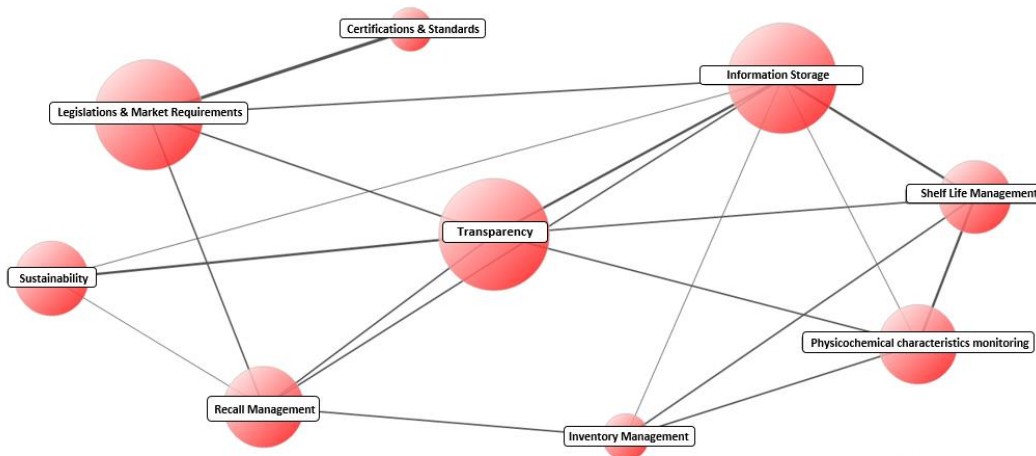 Certifications & Standards
Information Storage
Legislations & Market Requirements
Shelf Life Management
Transparency
Sustainability
Physicochemical characteristics monitoring
Recall Management
Inventory Management